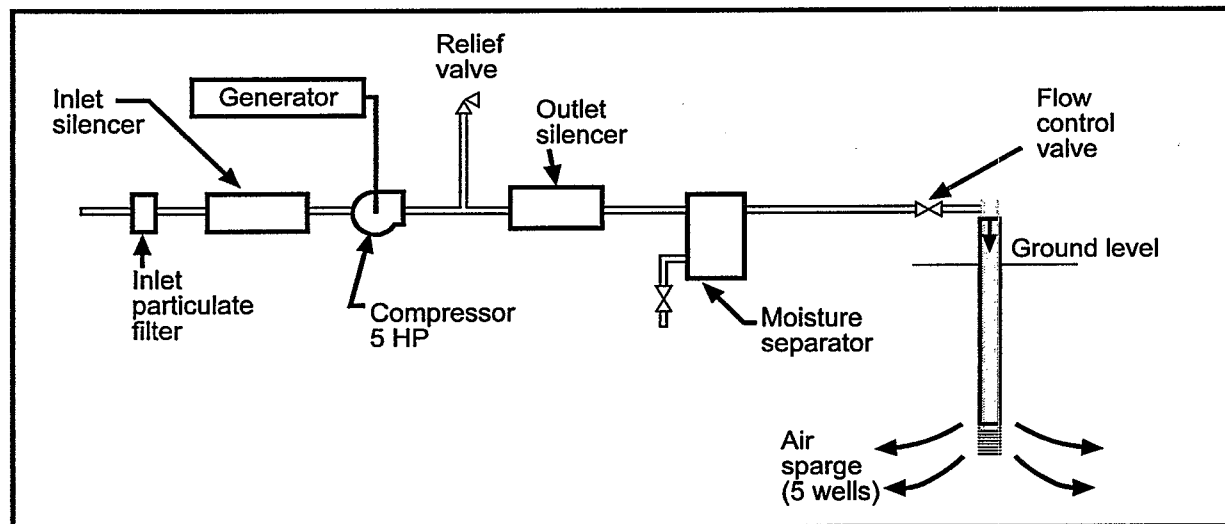 Relief
valve
Generator
Inlet
silencer
Outlet
silencer
Flow
control
valve
Ground level
Inlet
particulate
filter
Compressor
5 HP
Moisture
separator
Air
sparge
(5 wells)